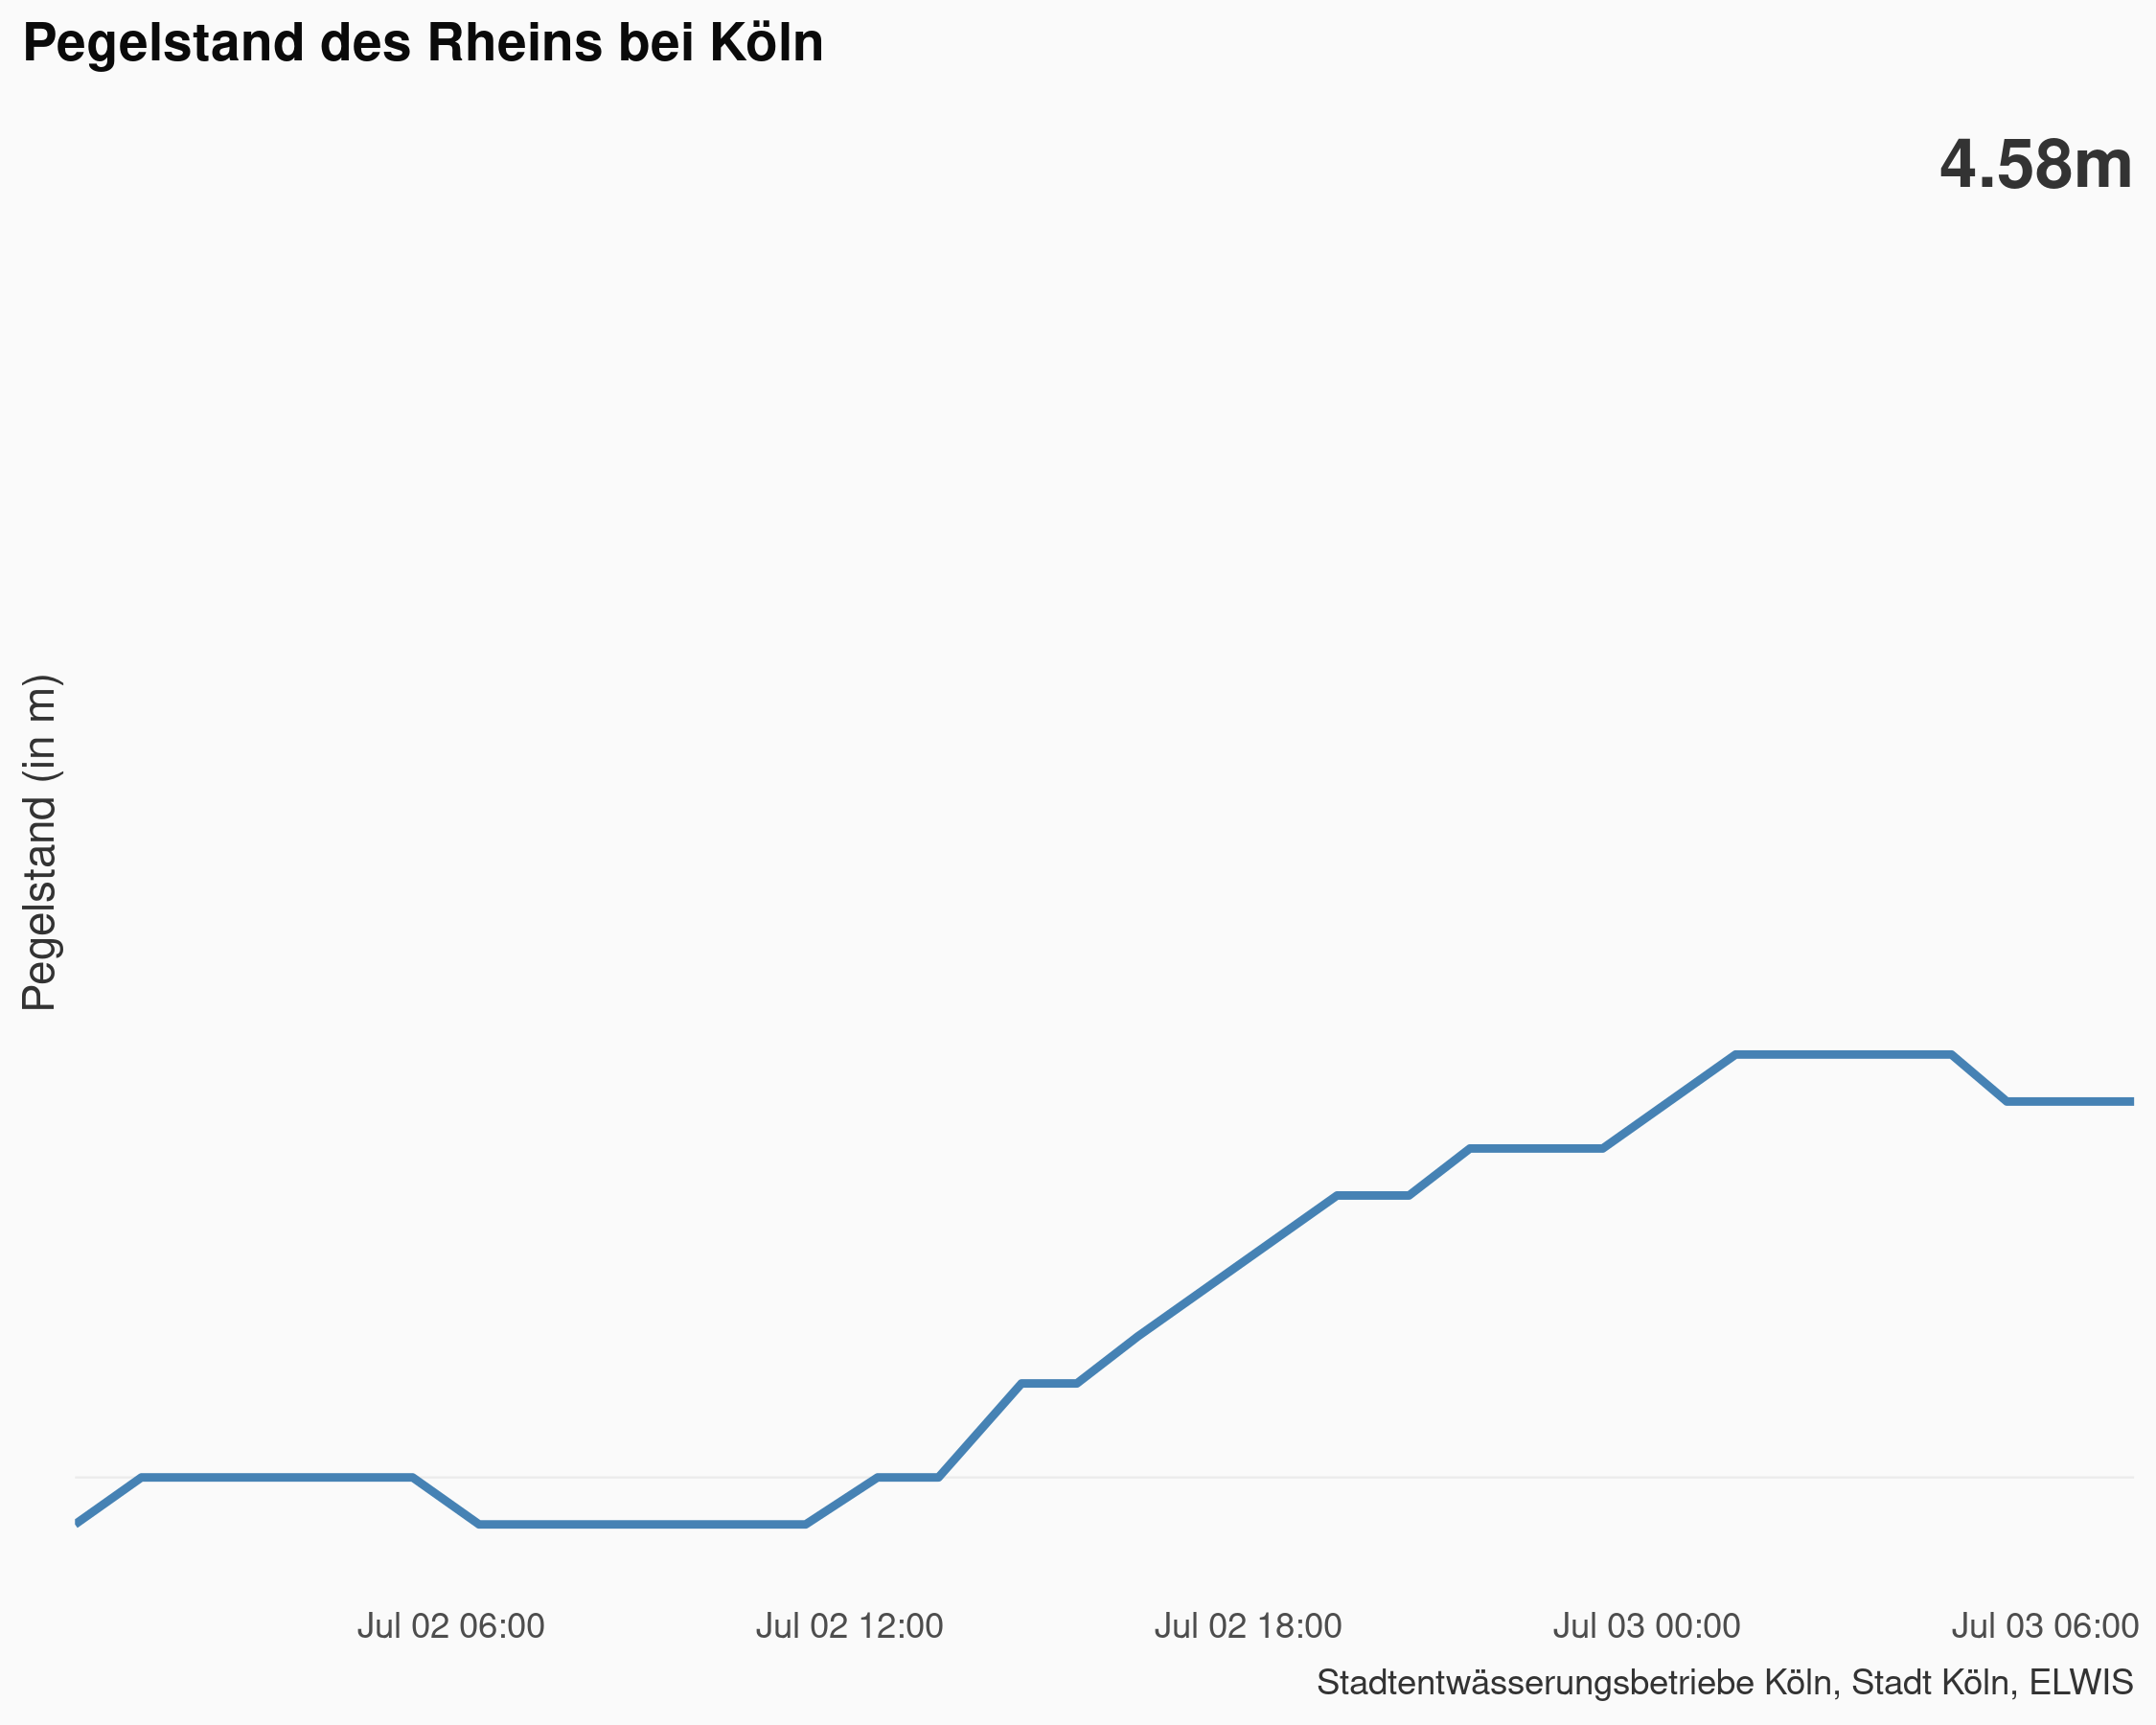 Pegelstand des Rheins bei Köln
4.58m
Pegelstand (in m)
Jul 02 06:00
Jul 02 12:00
Jul 02 18:00
Jul 03 00:00
Jul 03 06:00
Stadtentwässerungsbetriebe Köln, Stadt Köln, ELWIS